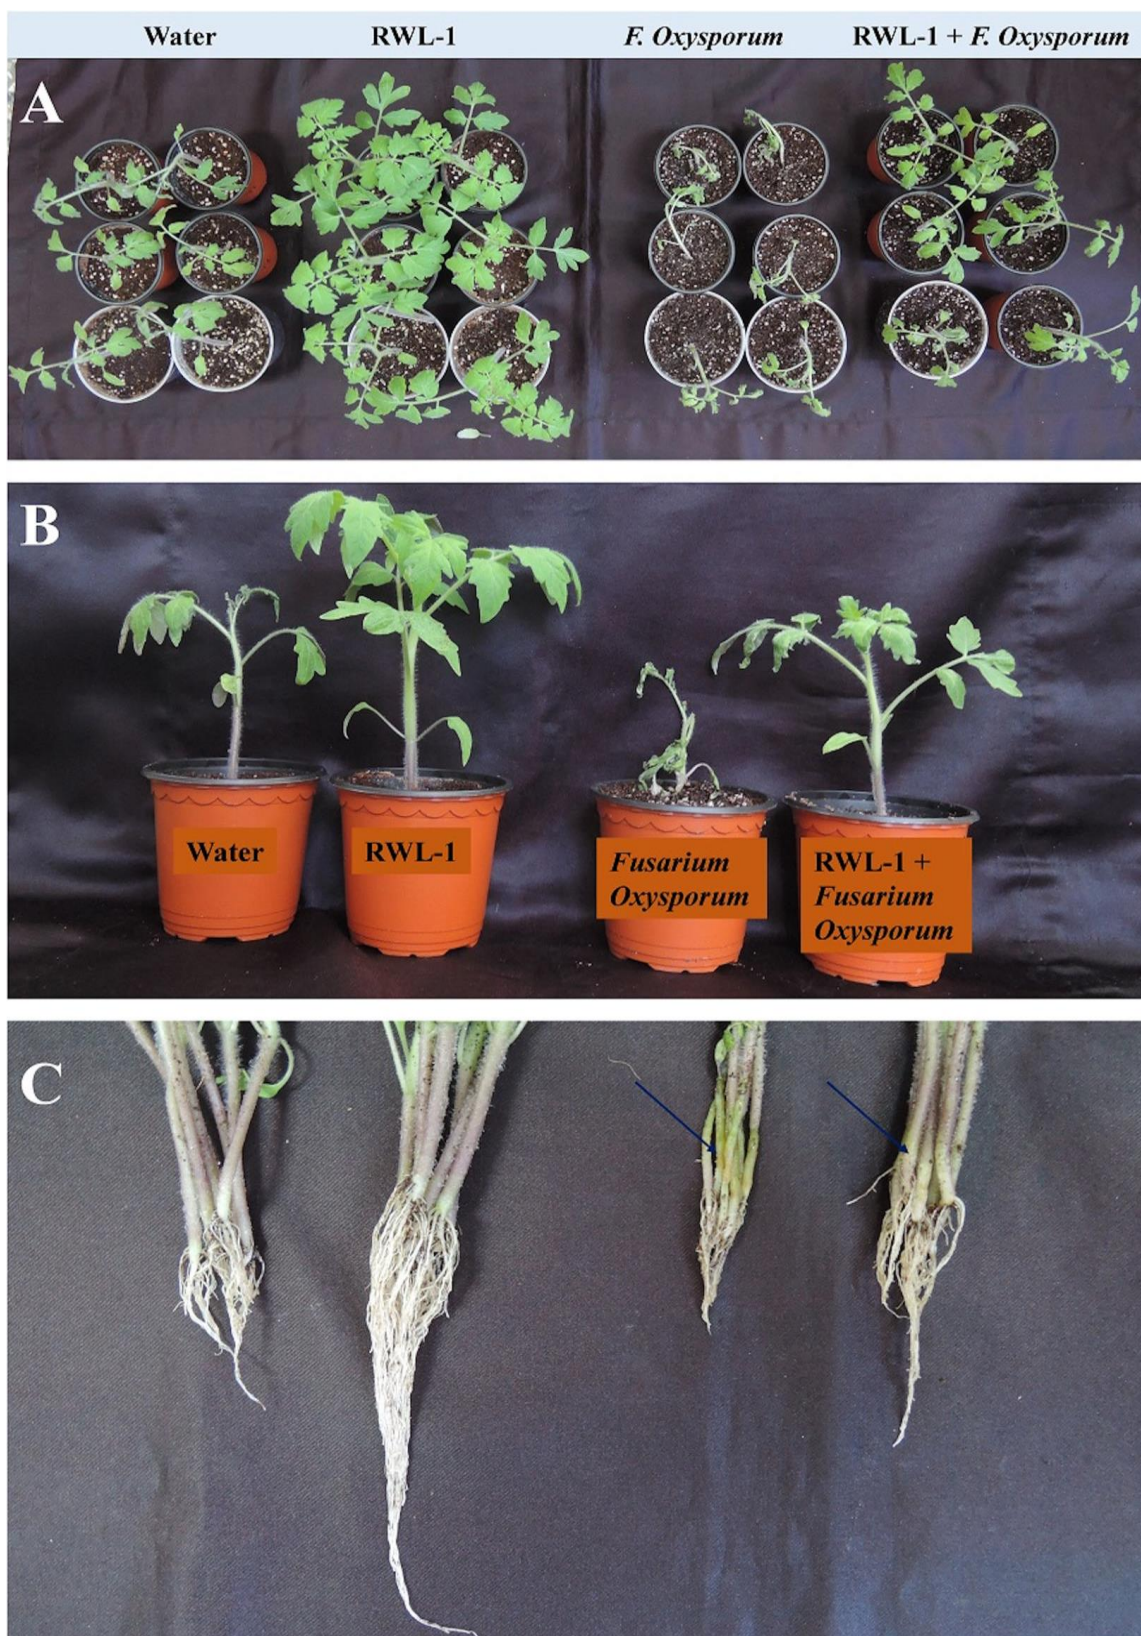 Water RWL-1 F. Oxysporum RWL-1 + F. Oxysporum
A
B
Water
RWL-1
Fusarium
Oxysporum
RWL-1 +
Fusarium
Oxysporum
C